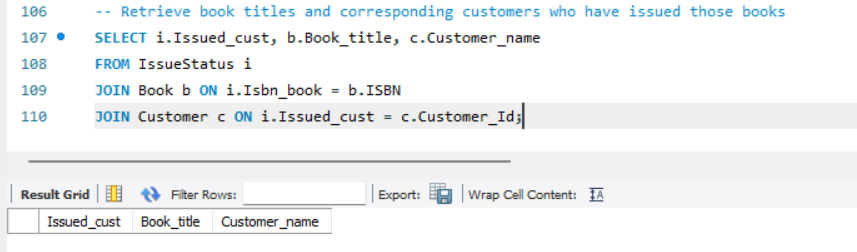 106 -- Retrieve book titles and corresponding customers who have issued those books
107 SELECT i.Issued_cust, b.Book_title, c.Customer_name
108 FROM IssueStatus i
109 JOIN Book b ON i.Isbn_book = b.ISBN
110 JOIN Customer c ON i.Issued_cust = c.Customer_Id;
Result Grid Filter Rows: Export: Wrap Cell Content:
Issued_cust Book_title Customer_name